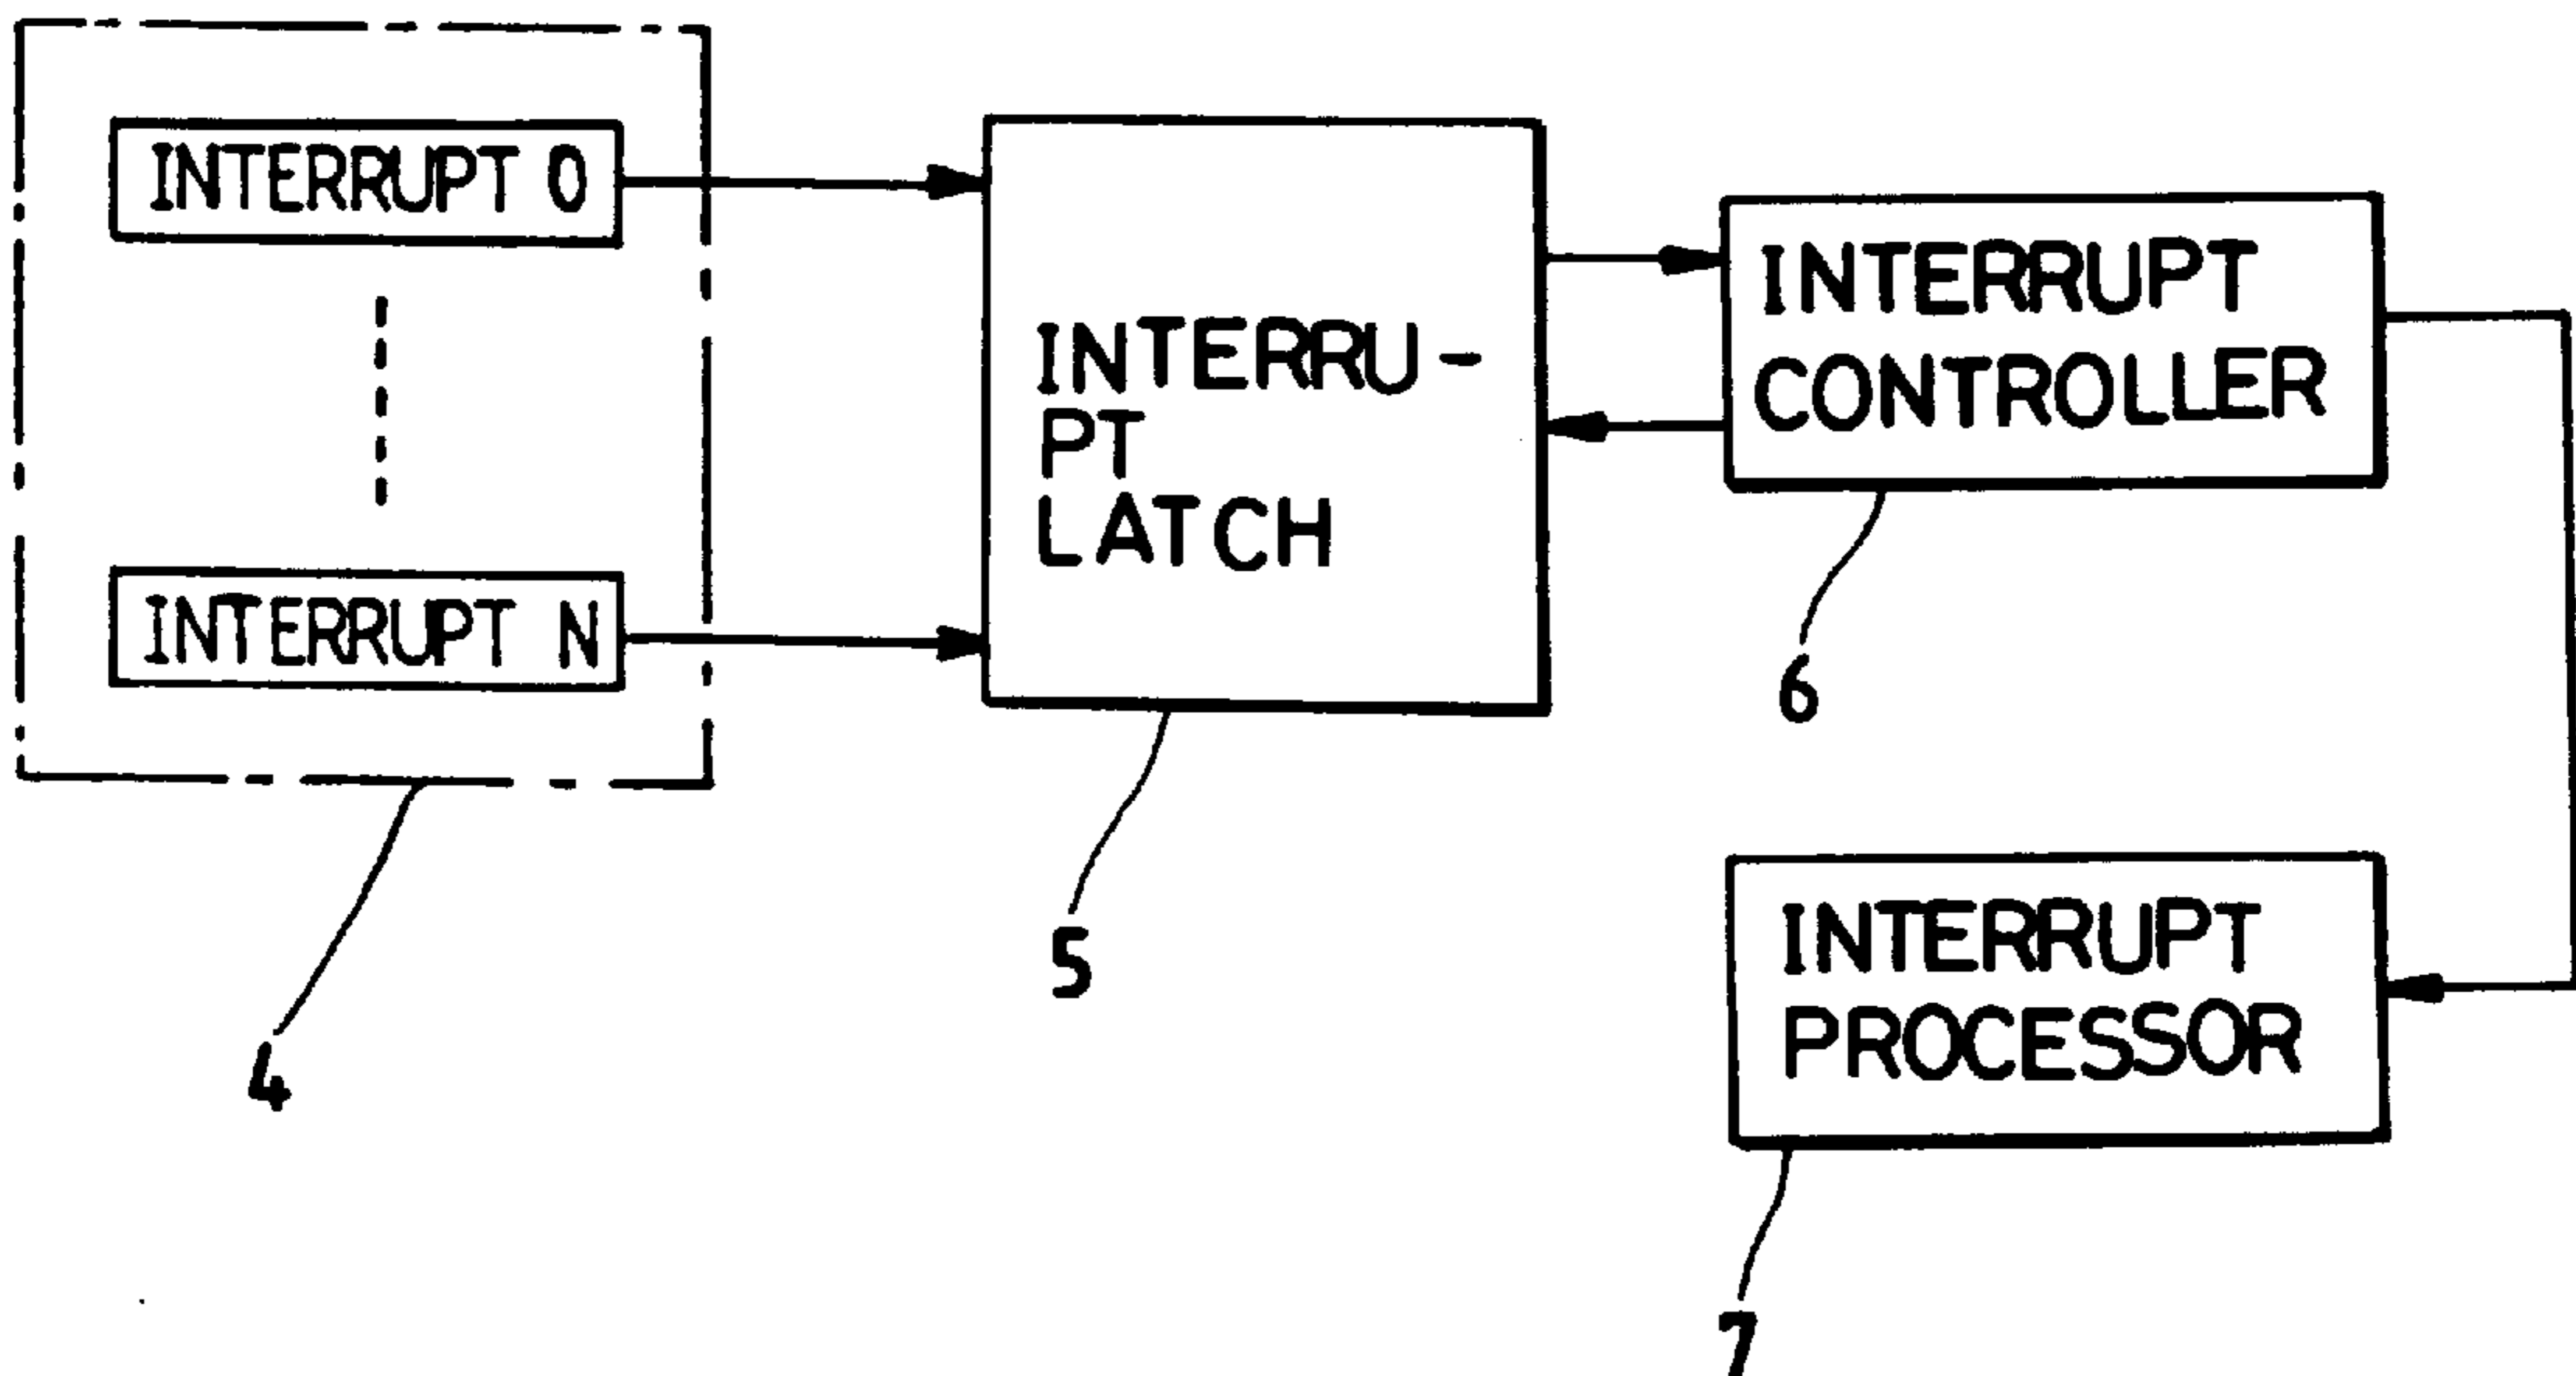 INTERRUPT 0
INTERRUPT N
INTERRU-
PT
LATCH
INTERRUPT
CONTROLLER
INTERRUPT
PROCESSOR
4
5
6
7